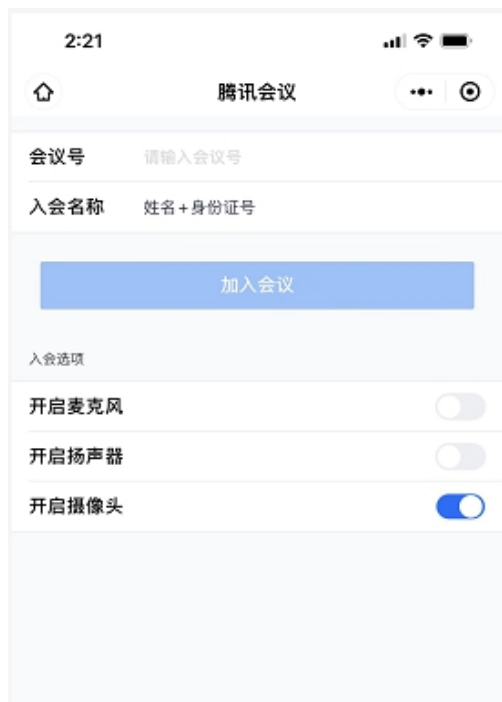 2:21
腾讯会议
会议号 请输入会议号
入会名称 姓名+身份证号
加入会议
入会选项
开启麦克风
开启扬声器
开启摄像头